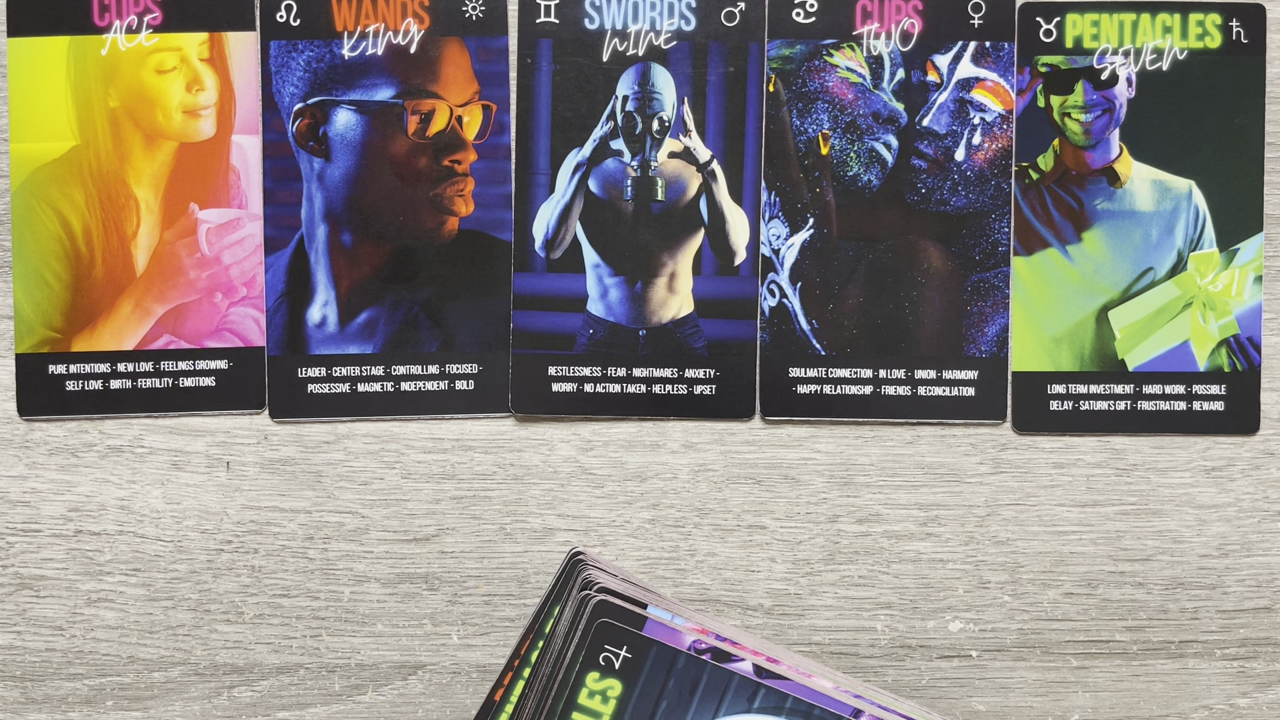 CUPS
ACE
PURE INTENTIONS - NEW LOVE - FEELINGS GROWING -
SELF LOVE - BIRTH - FERTILITY - EMOTIONS
♌ WANDS ☼
KING
LEADER - CENTER STAGE - CONTROLLING - FOCUSED -
POSSESSIVE - MAGNETIC - INDEPENDENT - BOLD
♊ SWORDS ♂
NINE
RESTLESSNESS - FEAR - NIGHTMARES - ANXIETY -
WORRY - NO ACTION TAKEN - HELPLESS - UPSET
♋ CUPS ♀
TWO
SOULMATE CONNECTION - IN LOVE - UNION - HARMONY
- HAPPY RELATIONSHIP - FRIENDS - RECONCILIATION
♉ PENTACLES ♄
SEVEN
LONG TERM INVESTMENT - HARD WORK - POSSIBLE
DELAY - SATURN'S GIFT - FRUSTRATION - REWARD
♃